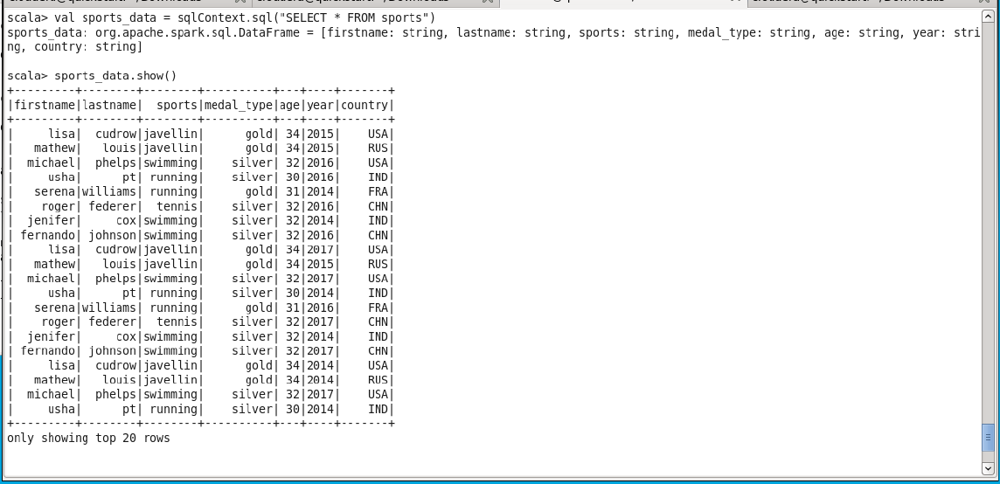 scala> val sports_data = sqlContext.sql("SELECT * FROM sports")
sports_data: org.apache.spark.sql.DataFrame = [firstname: string, lastname: string, sports: string, medal_type: string, age: string, year: stri
ng, country: string]
scala> sports_data.show()
+---------+--------+--------+----------+---+----+-------+
|firstname|lastname|  sports|medal_type|age|year|country|
+---------+--------+--------+----------+---+----+-------+
|     lisa|  cudrow|javellin|      gold| 34|2015|    USA|
|   mathew|   louis|javellin|      gold| 34|2015|    RUS|
|  michael|  phelps|swimming|    silver| 32|2016|    USA|
|     usha|      pt| running|    silver| 30|2016|    IND|
|   serena|williams| running|      gold| 31|2014|    FRA|
|    roger| federer|  tennis|    silver| 32|2016|    CHN|
|  jenifer|     cox|swimming|    silver| 32|2014|    IND|
| fernando| johnson|swimming|    silver| 32|2016|    CHN|
|     lisa|  cudrow|javellin|      gold| 34|2017|    USA|
|   mathew|   louis|javellin|      gold| 34|2015|    RUS|
|  michael|  phelps|swimming|    silver| 32|2017|    USA|
|     usha|      pt| running|    silver| 30|2014|    IND|
|   serena|williams| running|      gold| 31|2016|    FRA|
|    roger| federer|  tennis|    silver| 32|2017|    CHN|
|  jenifer|     cox|swimming|    silver| 32|2014|    IND|
| fernando| johnson|swimming|    silver| 32|2017|    CHN|
|     lisa|  cudrow|javellin|      gold| 34|2014|    USA|
|   mathew|   louis|javellin|      gold| 34|2014|    RUS|
|  michael|  phelps|swimming|    silver| 32|2017|    USA|
|     usha|      pt| running|    silver| 30|2014|    IND|
+---------+--------+--------+----------+---+----+-------+
only showing top 20 rows